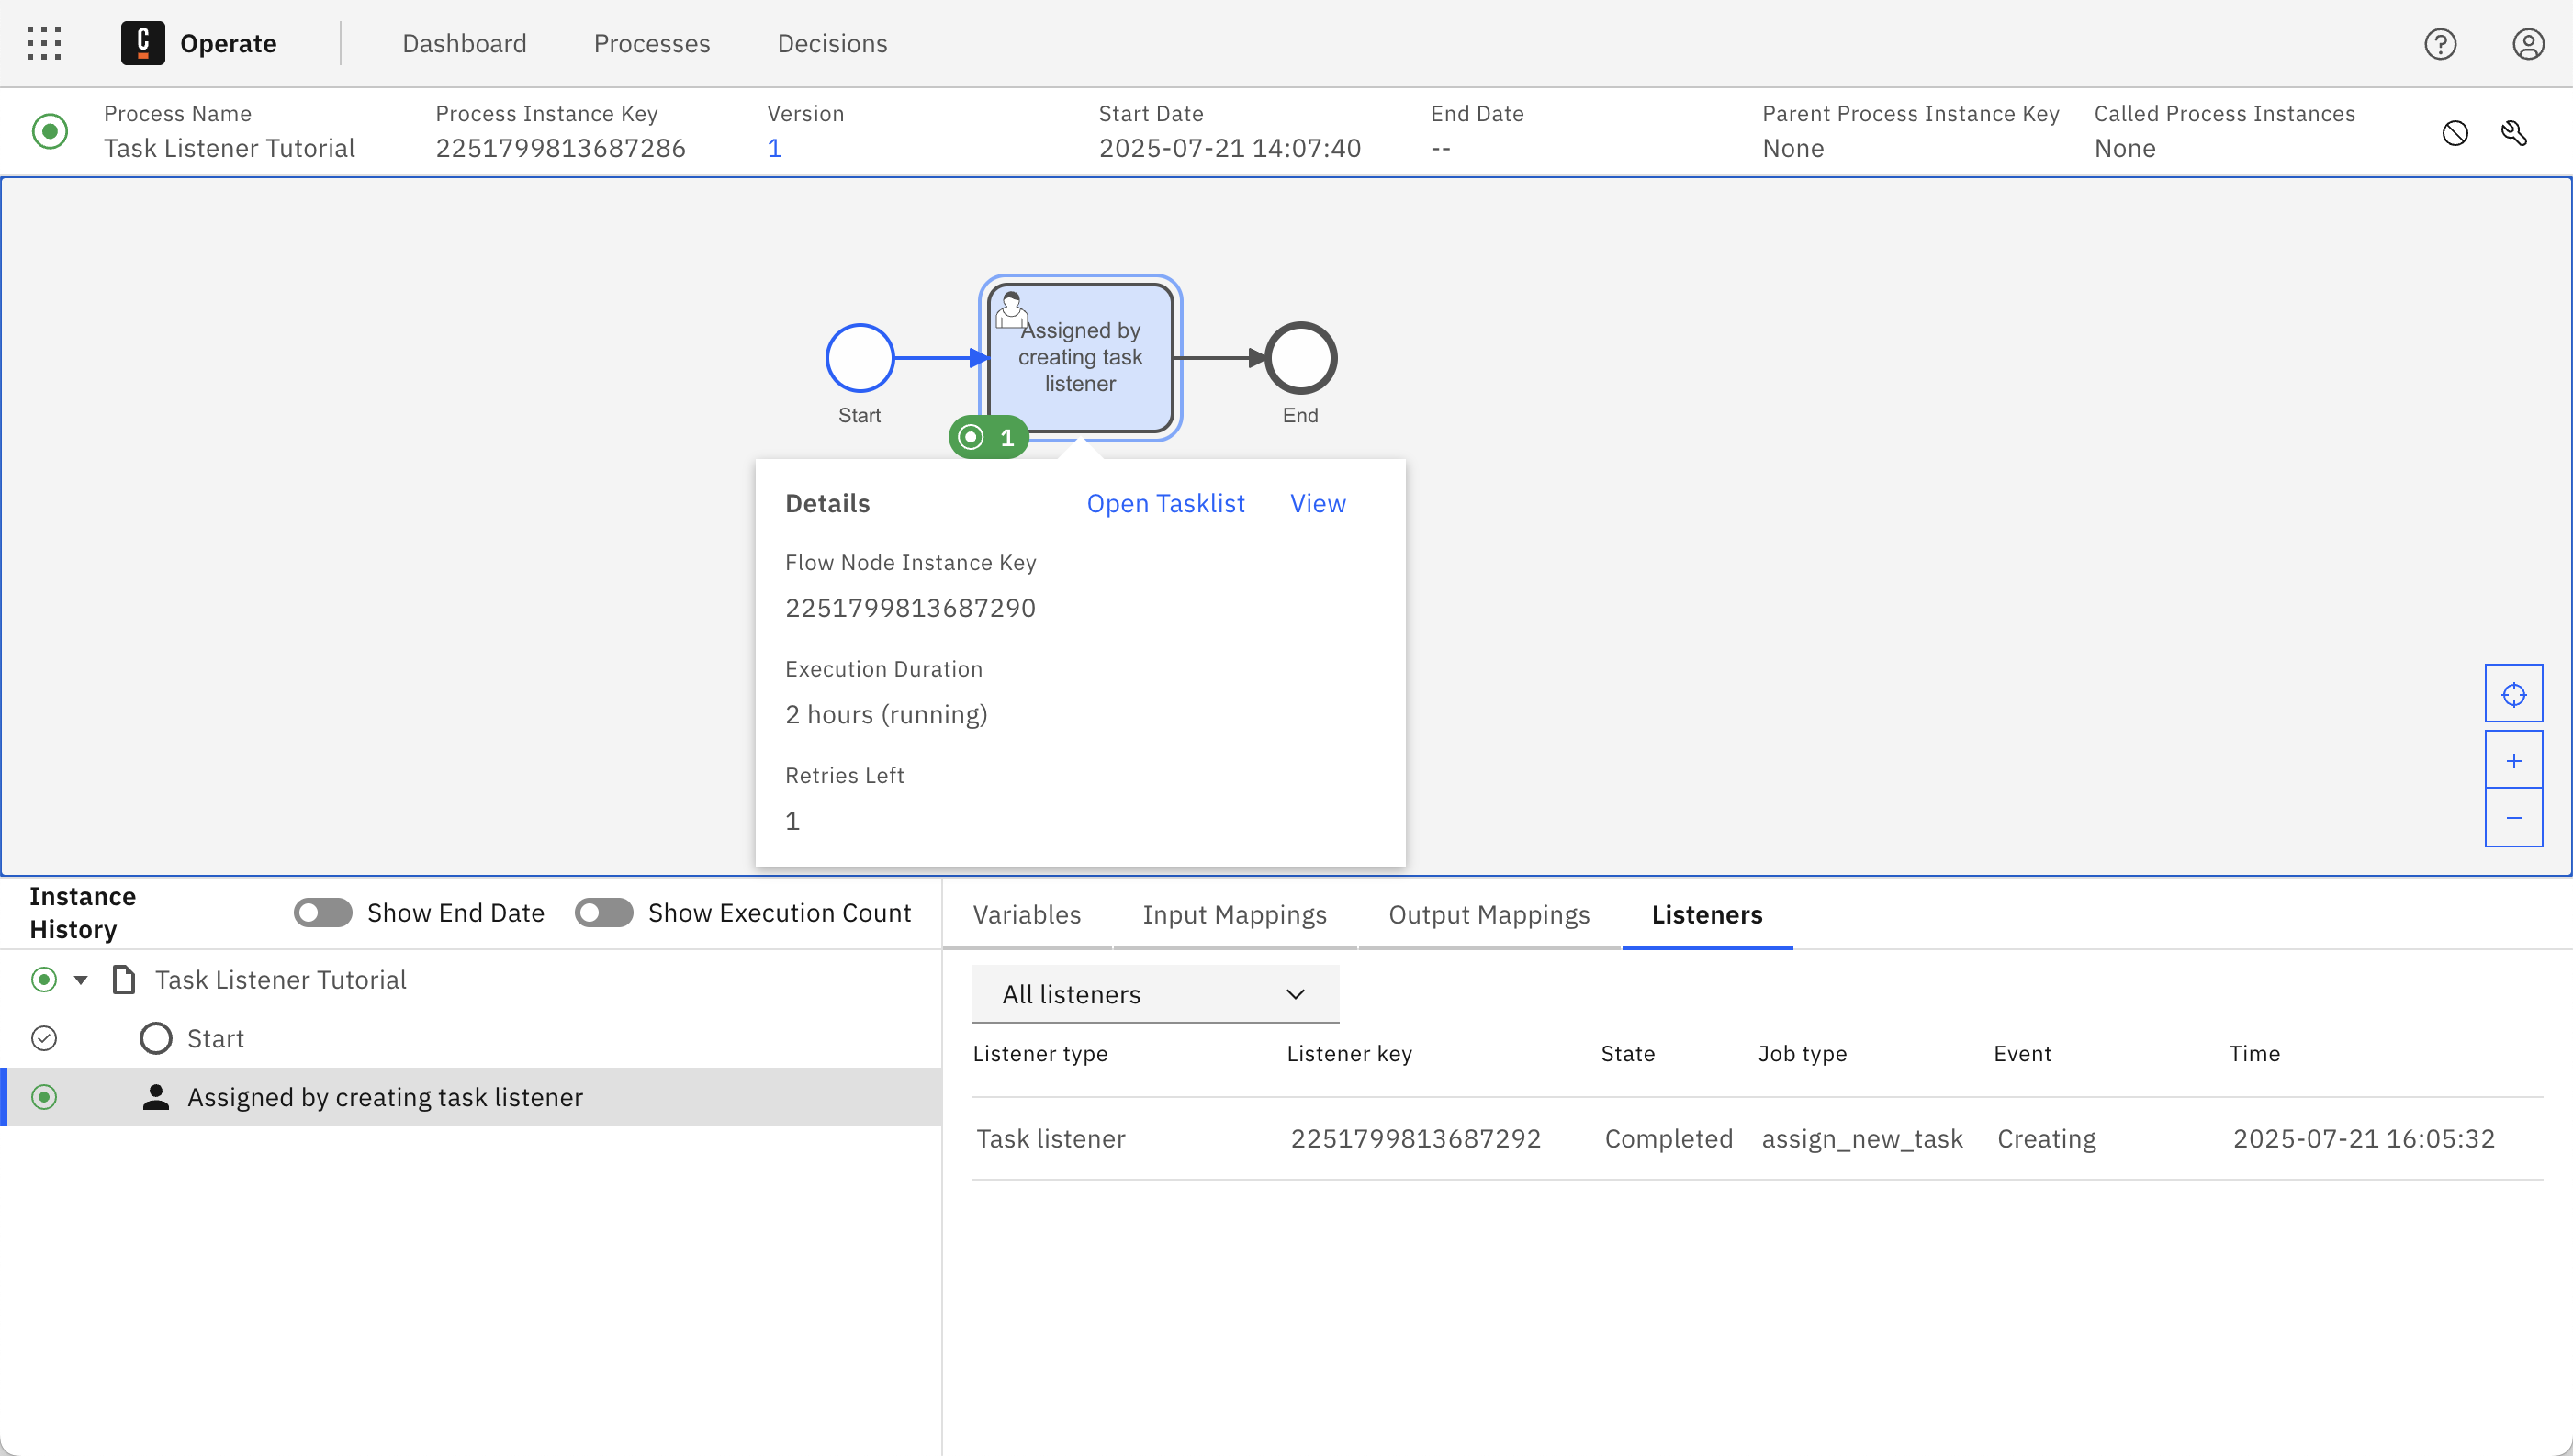 Operate
Dashboard
Processes
Decisions
Process Name
Task Listener Tutorial
Process Instance Key
2251799813687286
Version
1
Start Date
2025-07-21 14:07:40
End Date
--
Parent Process Instance Key
None
Called Process Instances
None
Assigned by
creating task
listener
Start
End
1
Details
Open Tasklist
View
Flow Node Instance Key
2251799813687290
Execution Duration
2 hours (running)
Retries Left
1
Instance
History
Show End Date
Show Execution Count
Task Listener Tutorial
Start
Assigned by creating task listener
Variables
Input Mappings
Output Mappings
Listeners
All listeners
Listener type
Listener key
State
Job type
Event
Time
Task listener
2251799813687292
Completed
assign_new_task
Creating
2025-07-21 16:05:32